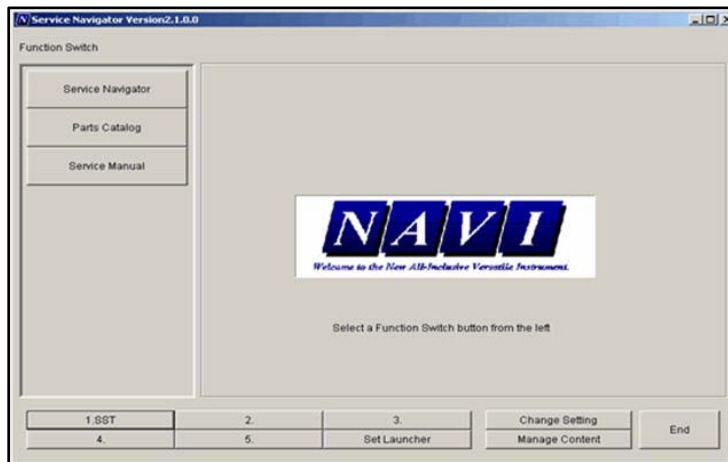 Service Navigator Version2.1.0.0
Function Switch
Service Navigator
Parts Catalog
Service Manual
NAVI
Welcome to the New All-Inclusive Versatile Instrument.
Select a Function Switch button from the left
1.SST 2. 3. Change Setting End
4. 5. Set Launcher Manage Content